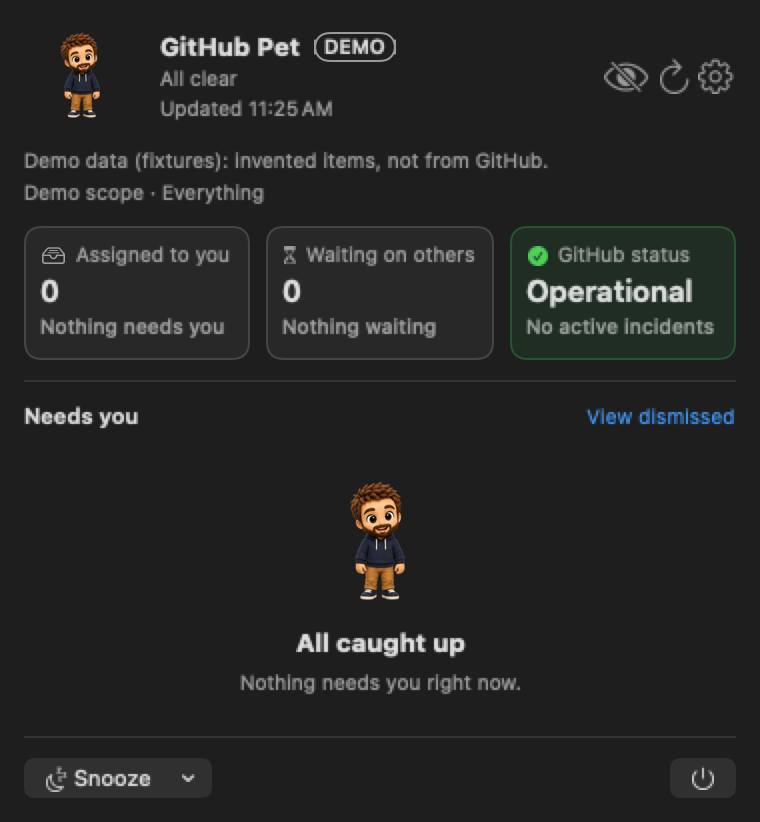 GitHub Pet DEMO
All clear
Updated 11:25 AM
Demo data (fixtures): invented items, not from GitHub.
Demo scope · Everything
Assigned to you
0
Nothing needs you
Waiting on others
0
Nothing waiting
GitHub status
Operational
No active incidents
Needs you
View dismissed
All caught up
Nothing needs you right now.
Snooze